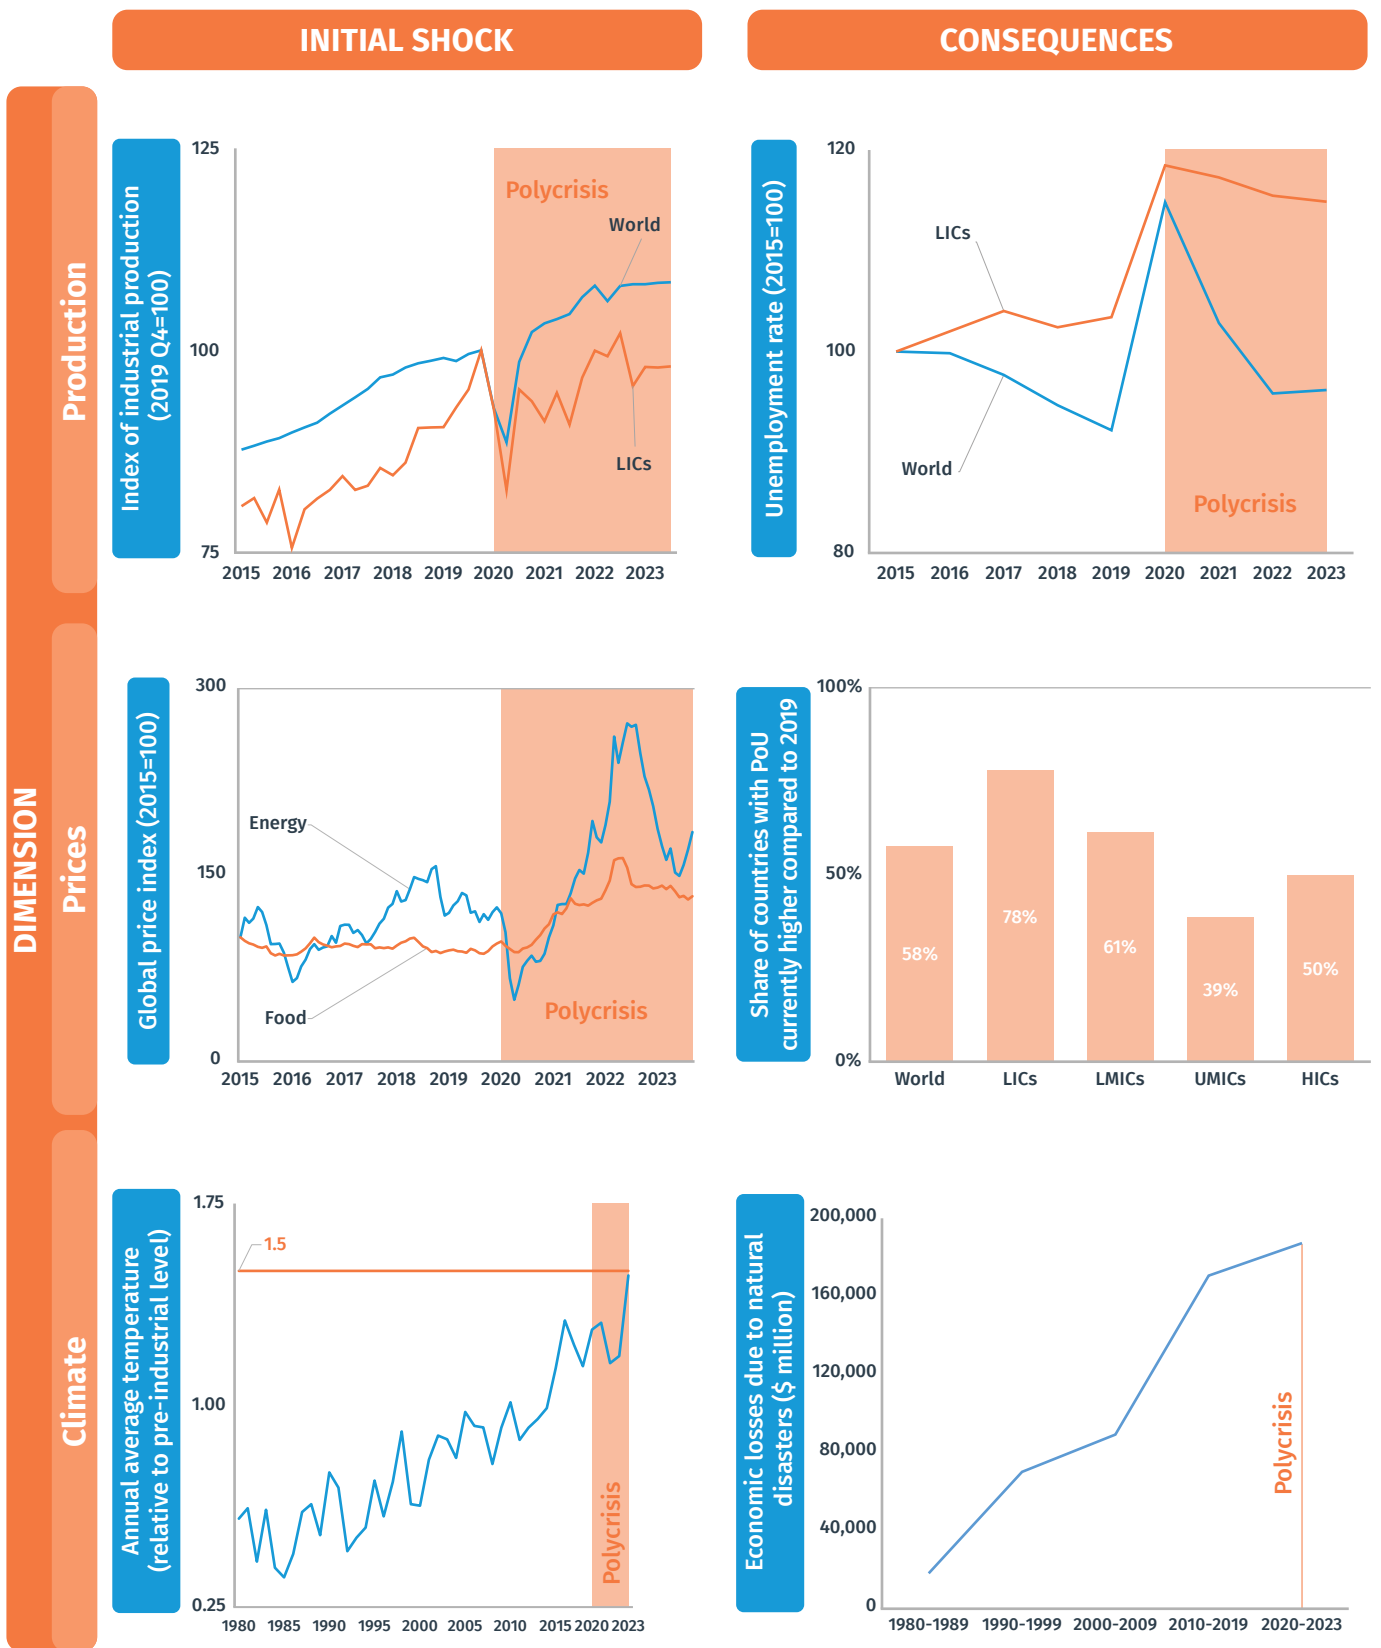 INITIAL SHOCK
CONSEQUENCES
DIMENSION
Production
Index of industrial production
(2019 Q4=100)
125
100
75
Polycrisis
World
LICs
2015 2016 2017 2018 2019 2020 2021 2022 2023
Unemployment rate (2015=100)
120
100
80
LICs
World
Polycrisis
2015 2016 2017 2018 2019 2020 2021 2022 2023
Prices
Global price index (2015=100)
300
150
0
Energy
Food
Polycrisis
2015 2016 2017 2018 2019 2020 2021 2022 2023
Share of countries with PoU
currently higher compared to 2019
100%
50%
0%
58%
78%
61%
39%
50%
World LICs LMICs UMICs HICs
Climate
Annual average temperature
(relative to pre-industrial level)
1.75
1.00
0.25
1.5
Polycrisis
1980 1985 1990 1995 2000 2005 2010 2015 2020 2023
Economic losses due to natural
disasters ($ million)
200,000
160,000
120,000
80,000
40,000
0
Polycrisis
1980-1989 1990-1999 2000-2009 2010-2019 2020-2023